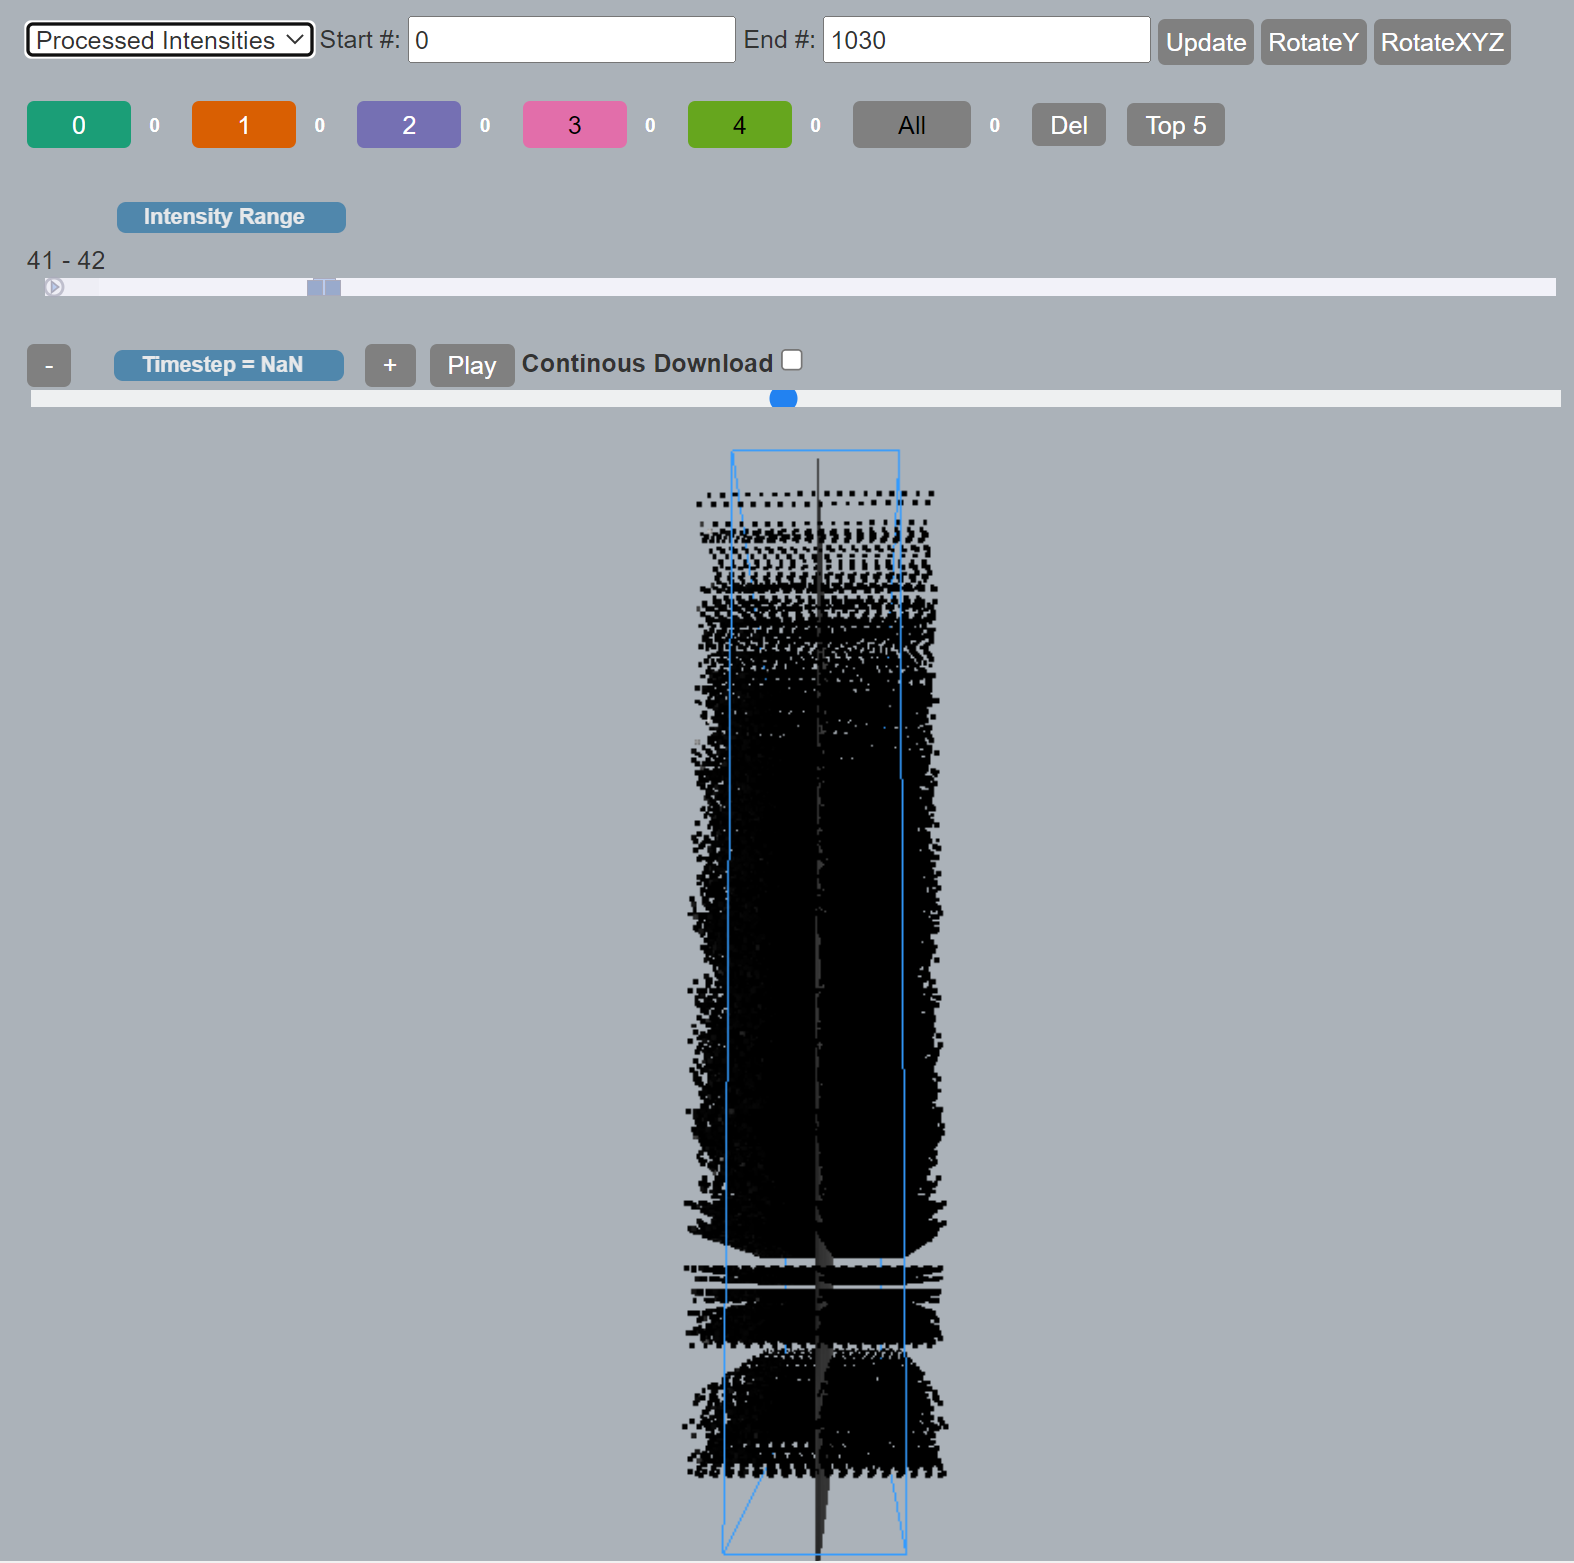 Processed Intensities Start #: 0 End #: 1030 Update RotateY RotateXYZ
0 0 1 0 2 0 3 0 4 0 All 0 Del Top 5
Intensity Range
41 - 42
- Timestep = NaN + Play Continous Download